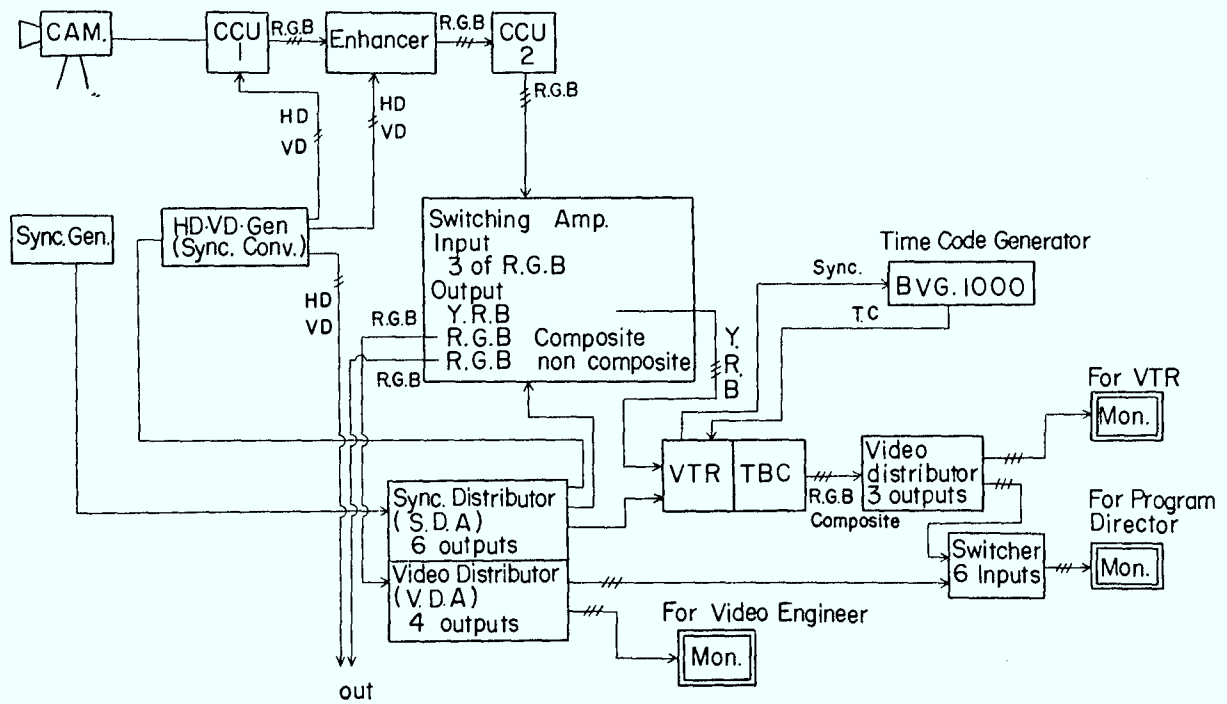 CAM.
CCU
1
R.G.B
Enhancer
R.G.B
CCU
2
R.G.B
HD
VD
HD
VD
Sync.Gen.
HD·VD·Gen
(Sync. Conv.)
HD
VD
Switching Amp.
Input
3 of R.G.B
Output
Y.R.B
R.G.B Composite
R.G.B non composite
R.G.B
R.G.B
Y.
R.
B
Time Code Generator
Sync.
BVG.1000
T.C
For VTR
Mon.
VTR
TBC
R.G.B
Composite
Video
distributor
3 outputs
For Program
Director
Switcher
6 Inputs
Mon.
Sync. Distributor
(S.D.A)
6 outputs
Video Distributor
(V.D.A)
4 outputs
For Video Engineer
Mon.
out